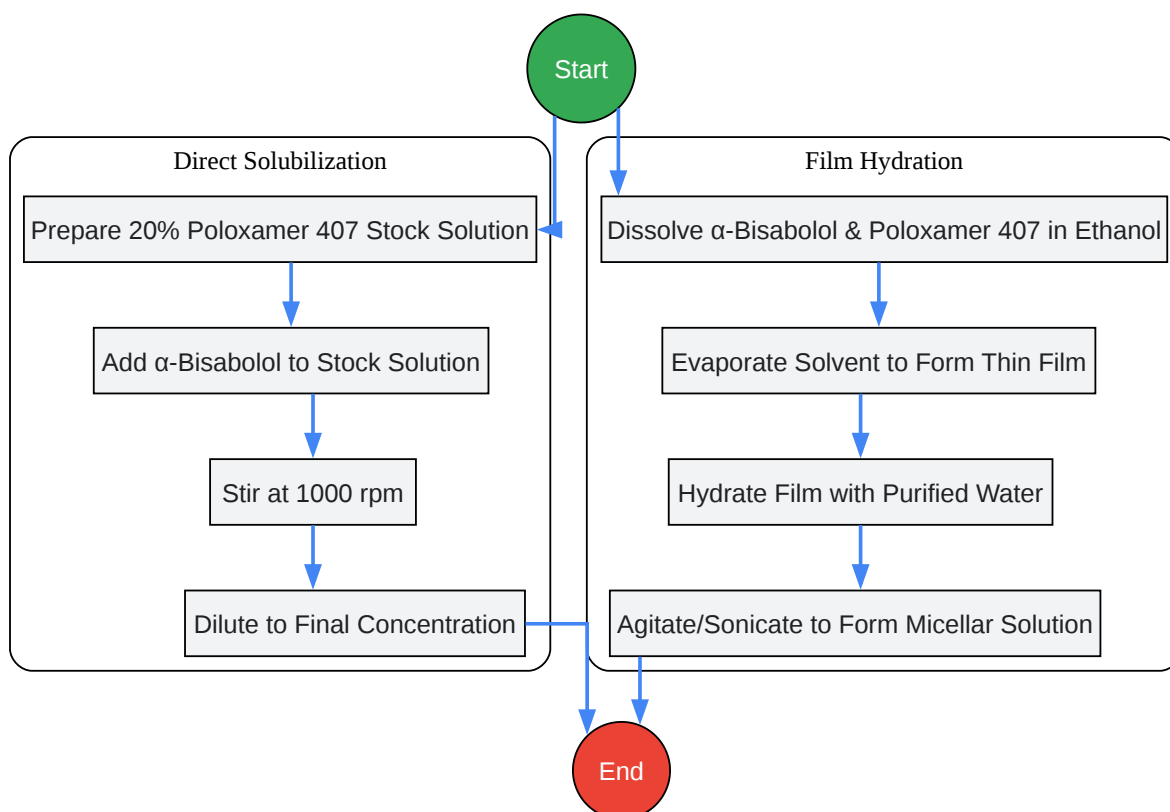 Start
Direct Solubilization
Prepare 20% Poloxamer 407 Stock Solution
Add α-Bisabolol to Stock Solution
Stir at 1000 rpm
Dilute to Final Concentration
Film Hydration
Dissolve α-Bisabolol & Poloxamer 407 in Ethanol
Evaporate Solvent to Form Thin Film
Hydrate Film with Purified Water
Agitate/Sonicate to Form Micellar Solution
End